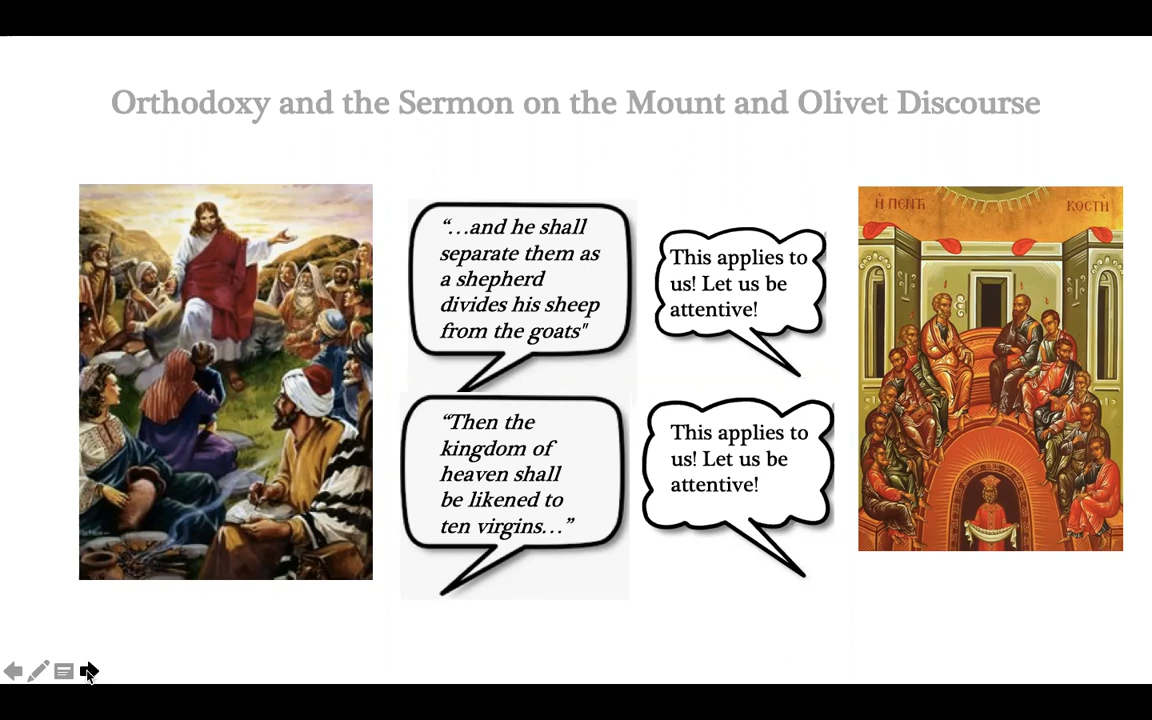 Orthodoxy and the Sermon on the Mount and Olivet Discourse
“…and he shall
separate them as
a shepherd
divides his sheep
from the goats"
This applies to
us! Let us be
attentive!
“Then the
kingdom of
heaven shall
be likened to
ten virgins…”
This applies to
us! Let us be
attentive!
Ἡ ΠΕΝΤΗ
ΚΟΣΤΗ